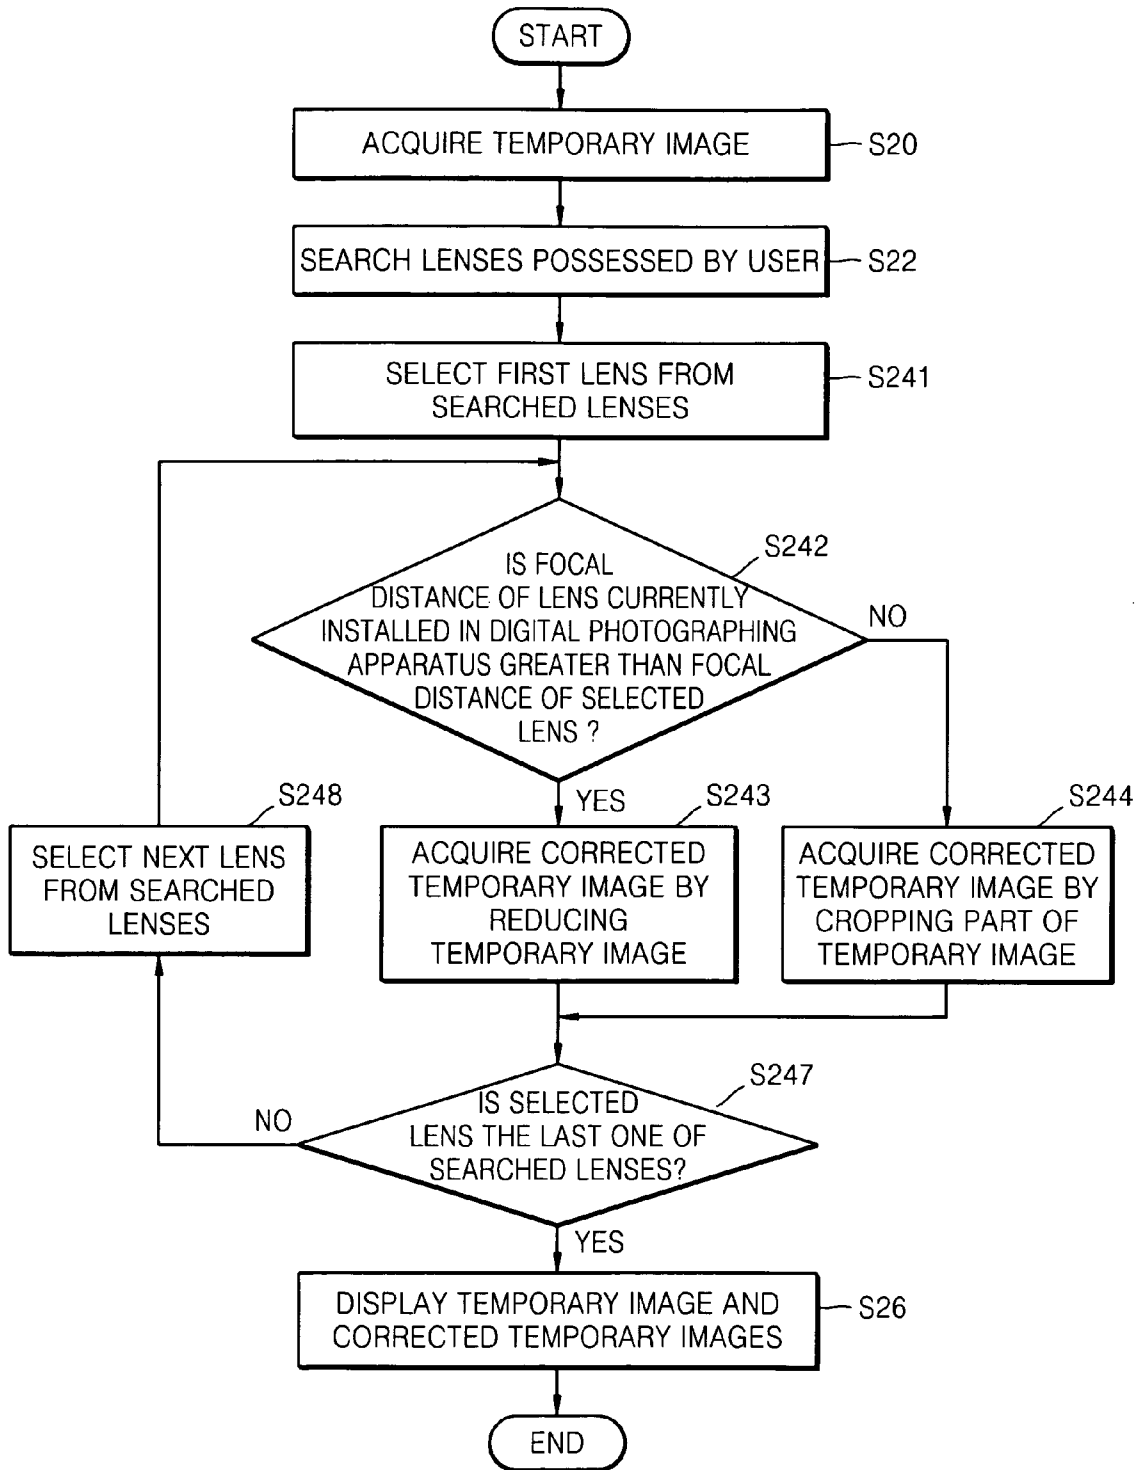 START
ACQUIRE TEMPORARY IMAGE
S20
SEARCH LENSES POSSESSED BY USER
S22
SELECT FIRST LENS FROM
SEARCHED LENSES
S241
S242
IS FOCAL
DISTANCE OF LENS CURRENTLY
INSTALLED IN DIGITAL PHOTOGRAPHING
APPARATUS GREATER THAN FOCAL
DISTANCE OF SELECTED
LENS ?
NO
YES
S248
SELECT NEXT LENS
FROM SEARCHED
LENSES
S243
ACQUIRE CORRECTED
TEMPORARY IMAGE BY
REDUCING
TEMPORARY IMAGE
S244
ACQUIRE CORRECTED
TEMPORARY IMAGE BY
CROPPING PART OF
TEMPORARY IMAGE
S247
IS SELECTED
LENS THE LAST ONE OF
SEARCHED LENSES?
NO
YES
DISPLAY TEMPORARY IMAGE AND
CORRECTED TEMPORARY IMAGES
S26
END